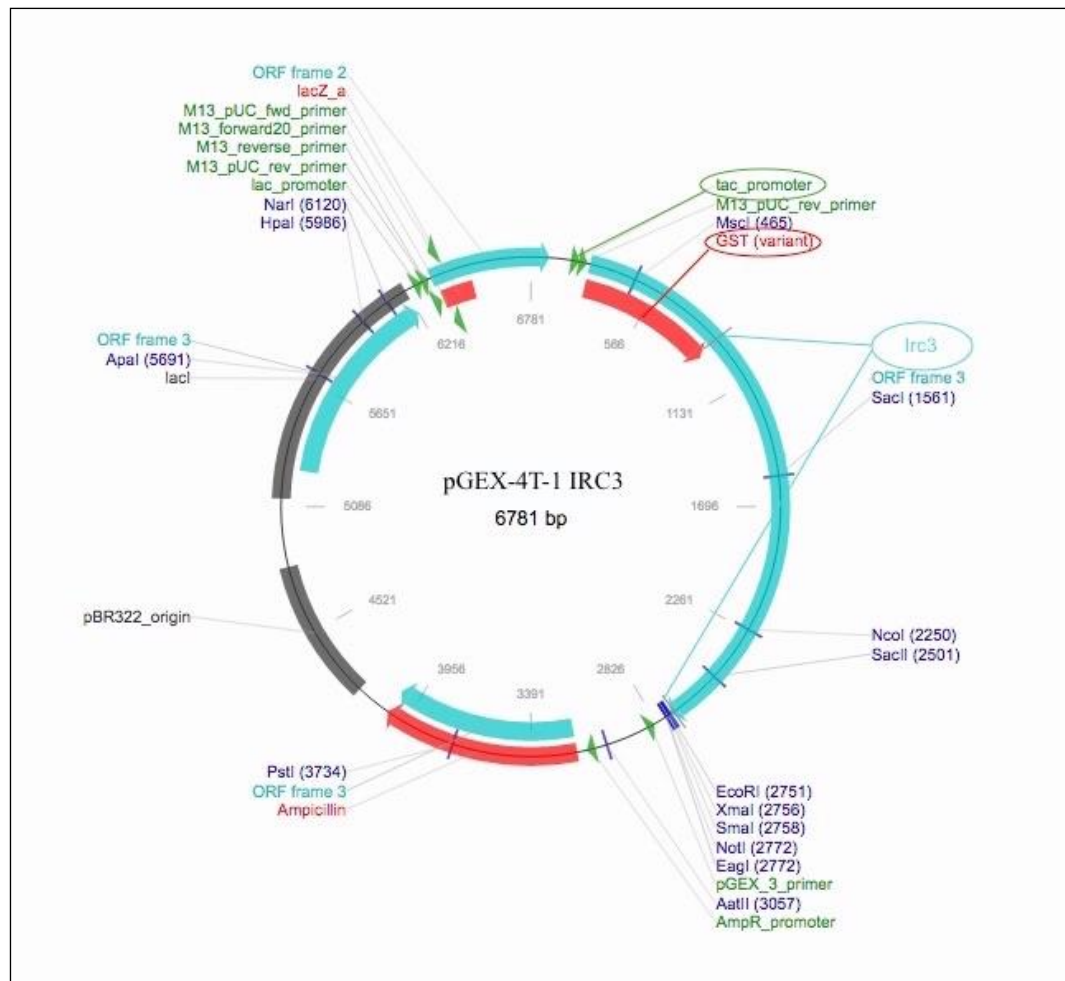 ORF frame 2
lacZ_a
M13_pUC_fwd_primer
M13_forward20_primer
M13_reverse_primer
M13_pUC_rev_primer
lac_promoter
NarI (6120)
HpaI (5986)
tac_promoter
M13_pUC_rev_primer
MscI (465)
GST (variant)
ORF frame 3
ApaI (5691)
lacI
Irc3
ORF frame 3
SacI (1561)
6781
566
1131
1696
2261
2826
3391
3956
4521
5086
5651
6216
pGEX-4T-1 IRC3
6781 bp
pBR322_origin
NcoI (2250)
SacII (2501)
PstI (3734)
ORF frame 3
Ampicillin
EcoRI (2751)
XmaI (2756)
SmaI (2758)
NotI (2772)
EagI (2772)
pGEX_3_primer
AatII (3057)
AmpR_promoter